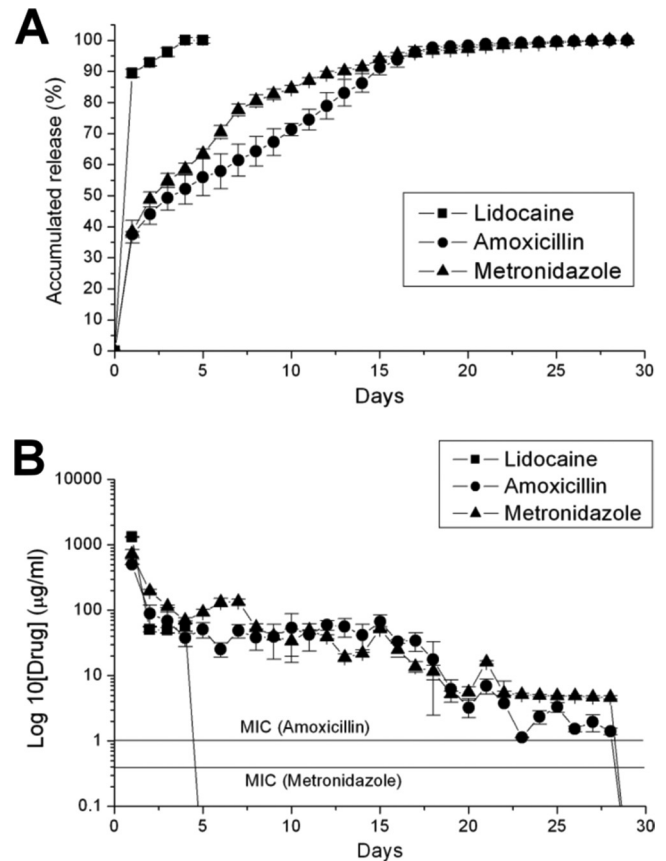 A
Accumulated release (%)
100
90
80
70
60
50
40
30
20
10
0
Lidocaine
Amoxicillin
Metronidazole
0 5 10 15 20 25 30
Days
B
Log 10[Drug] (µg/ml)
Lidocaine
Amoxicillin
Metronidazole
10000
1000
100
10
1
0.1
MIC (Amoxicillin)
MIC (Metronidazole)
0 5 10 15 20 25 30
Days